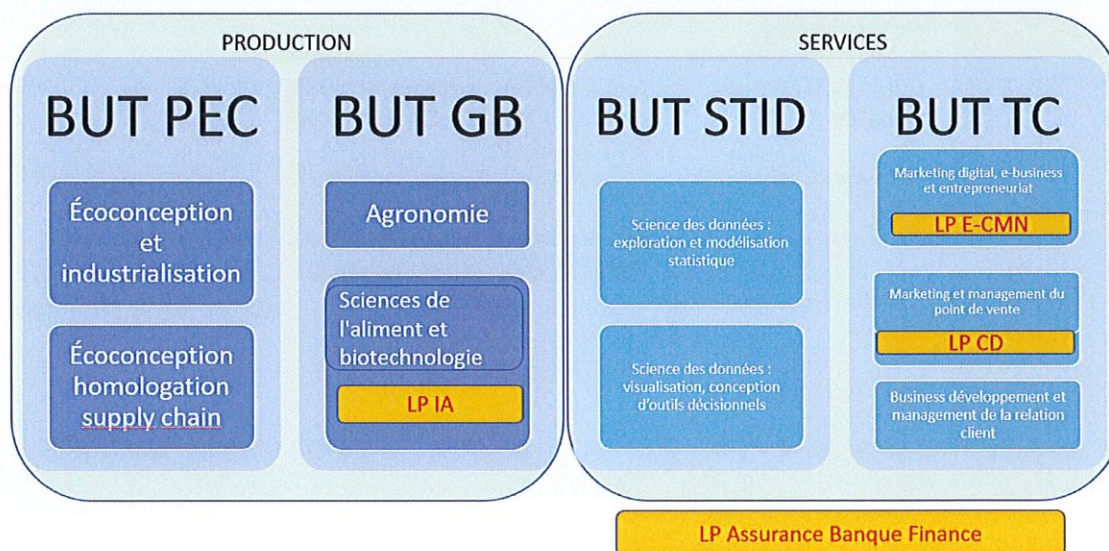 PRODUCTION
BUT PEC
Écoconception
et
industrialisation
Écoconception
homologation
supply chain
BUT GB
Agronomie
Sciences de
l'aliment et
biotechnologie
LP IA
SERVICES
BUT STID
Science des données :
exploration et modélisation
statistique
Science des données :
visualisation, conception
d'outils décisionnels
BUT TC
Marketing digital, e-business
et entrepreneuriat
LP E-CMN
Marketing et management du
point de vente
LP CD
Business développement et
management de la relation
client
LP Assurance Banque Finance